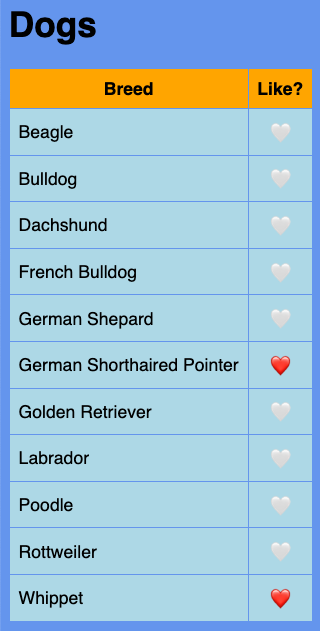 Dogs
Breed Like?
Beagle 🤍
Bulldog 🤍
Dachshund 🤍
French Bulldog 🤍
German Shepard 🤍
German Shorthaired Pointer ❤️
Golden Retriever 🤍
Labrador 🤍
Poodle 🤍
Rottweiler 🤍
Whippet ❤️